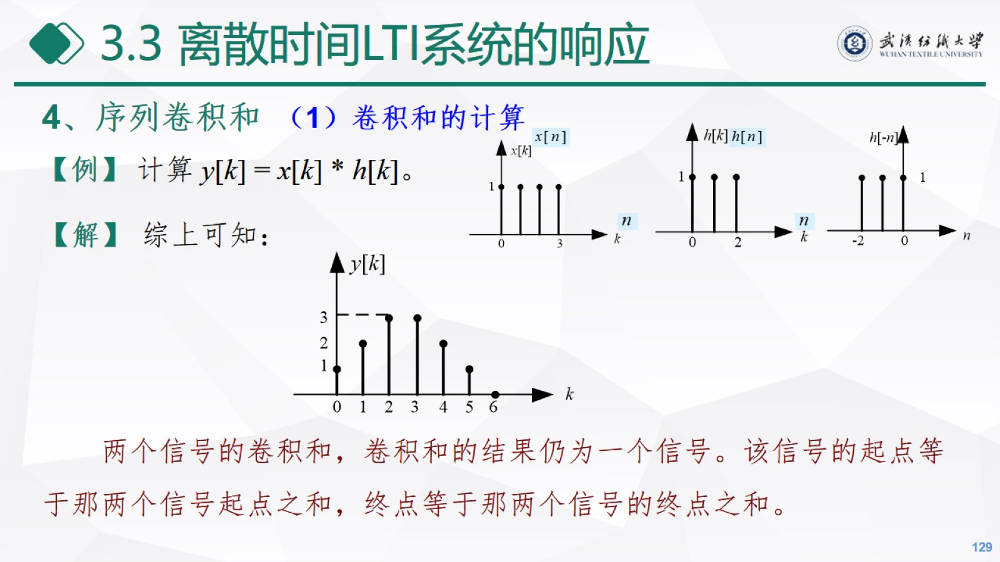 3.3 离散时间LTI系统的响应
武汉纺织大学
WUHAN TEXTILE UNIVERSITY
4、序列卷积和 （1）卷积和的计算
【例】 计算 y[k] = x[k] * h[k]。
x[n]
x[k]
1
0 3
n
k
h[k] h[n]
1
0 2
n
k
h[-n]
1
-2 0
n
【解】 综上可知：
y[k]
3
2
1
0 1 2 3 4 5 6
k
两个信号的卷积和，卷积和的结果仍为一个信号。该信号的起点等
于那两个信号起点之和，终点等于那两个信号的终点之和。
129